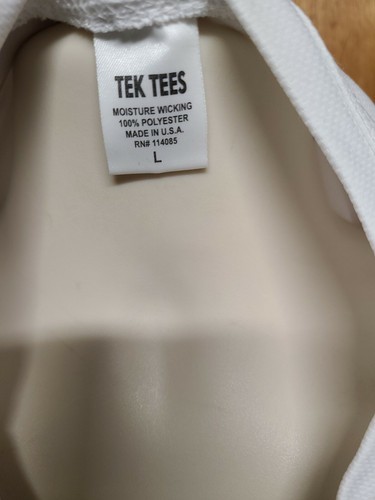 TEK TEES
MOISTURE WICKING
100% POLYESTER
MADE IN U.S.A.
RN# 114085
L